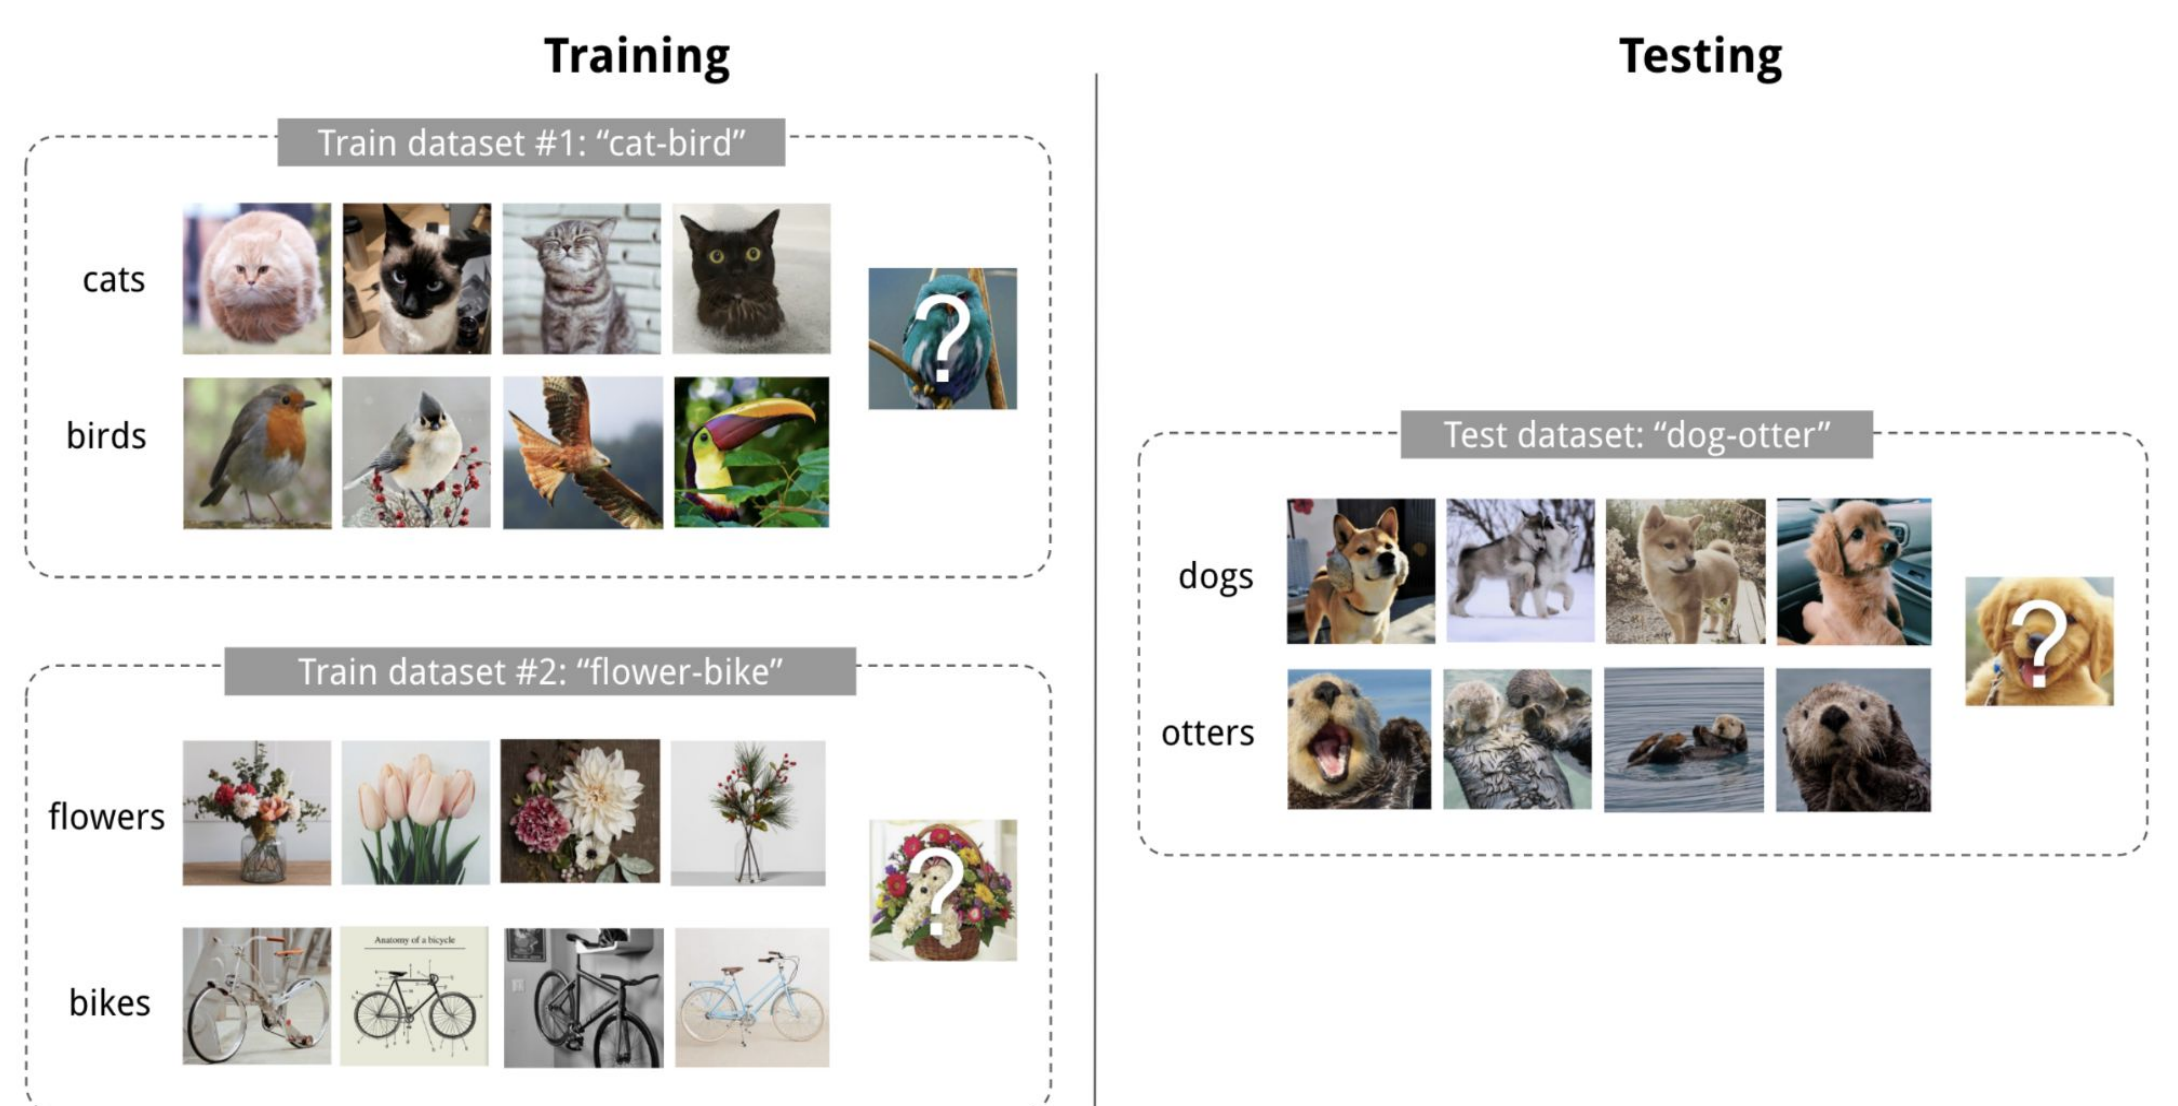 Training
Testing
Train dataset #1: “cat-bird”
cats
?
birds
Train dataset #2: “flower-bike”
flowers
?
bikes
Anatomy of a bicycle
Test dataset: “dog-otter”
dogs
?
otters